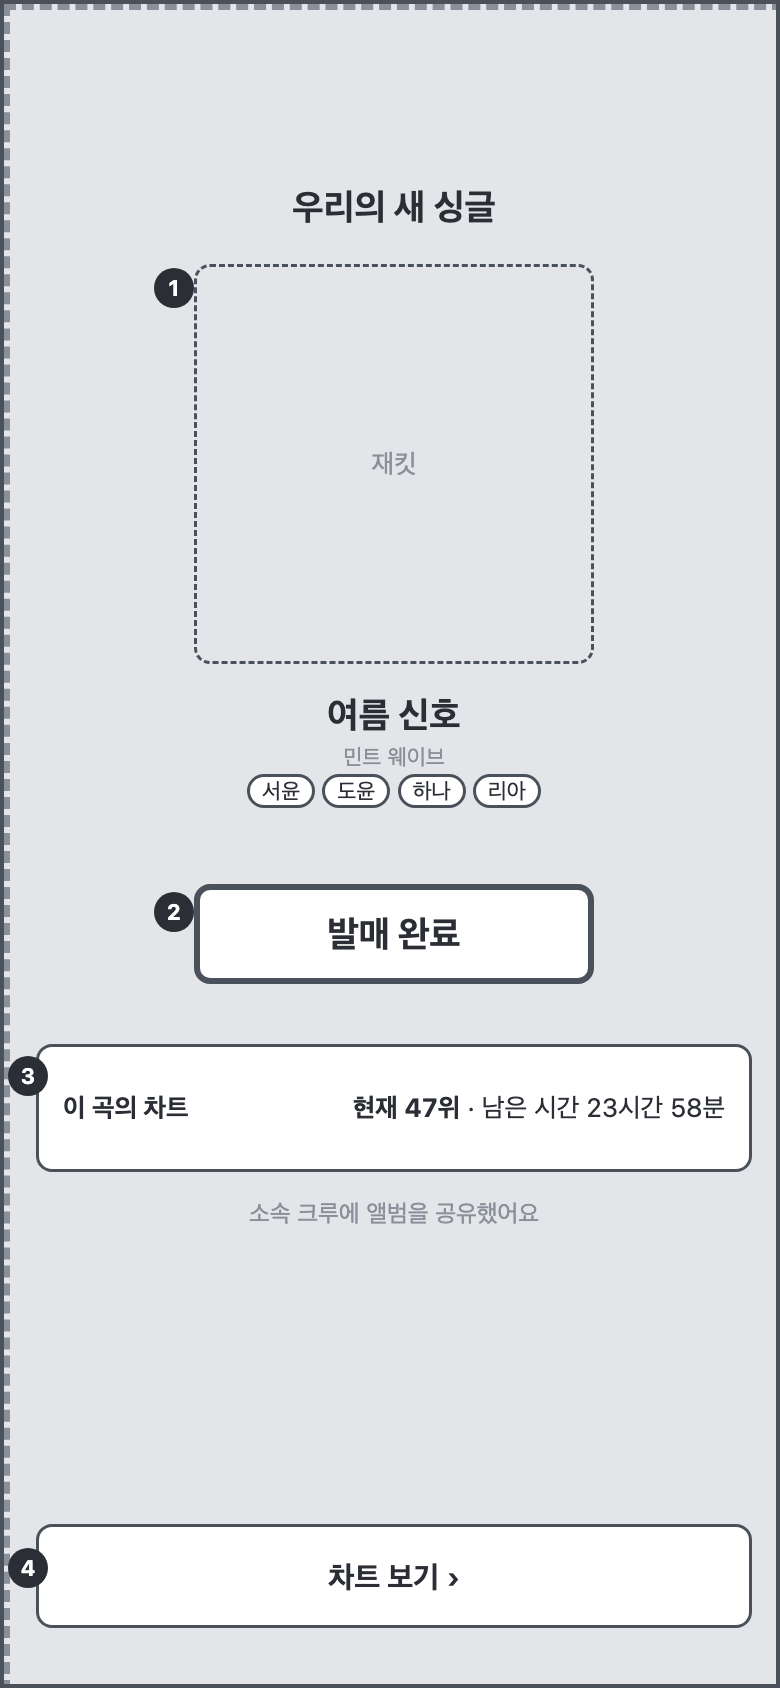 우리의 새 싱글
1
재킷
여름 신호
민트 웨이브
서윤 도윤 하나 리아
2
발매 완료
3
이 곡의 차트 현재 47위 · 남은 시간 23시간 58분
소속 크루에 앨범을 공유했어요
4
차트 보기 ›